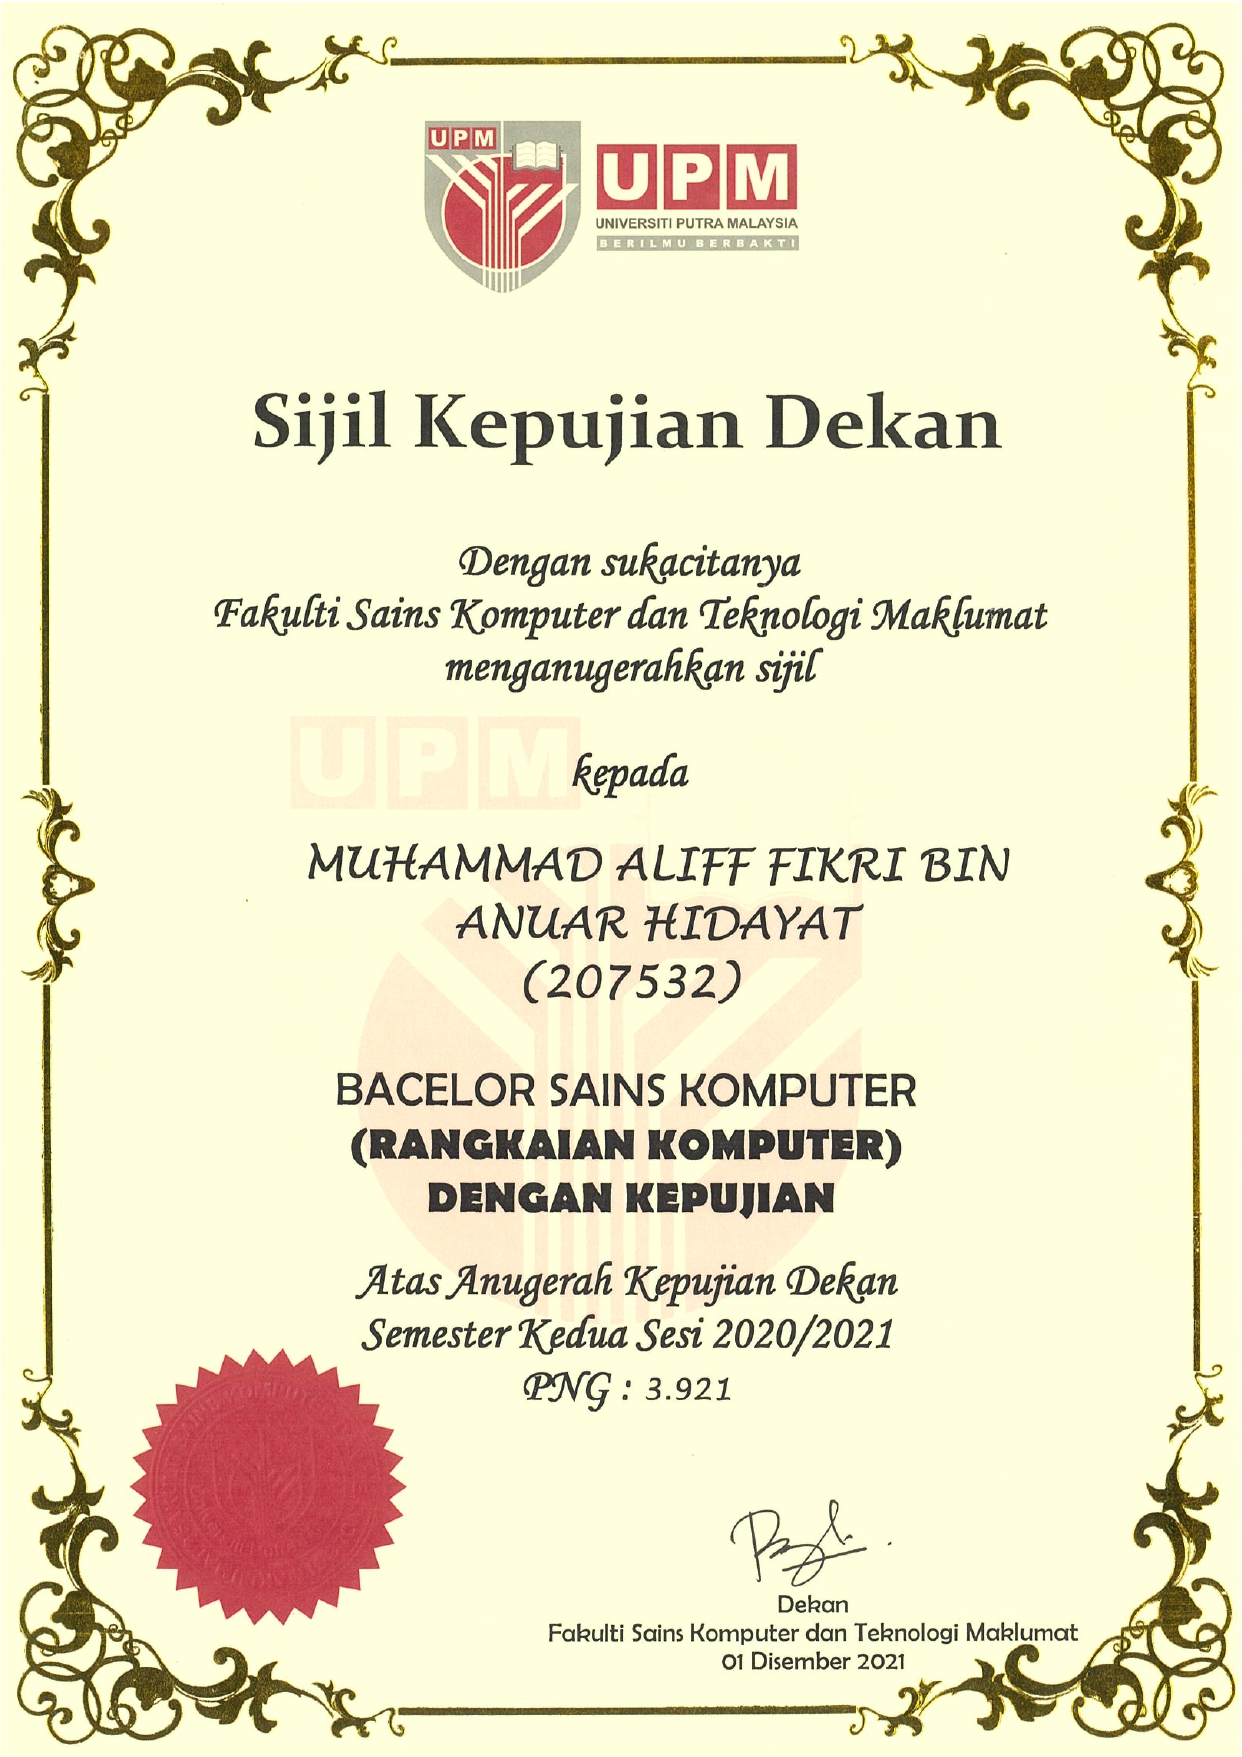 UPM
UPM
UNIVERSITI PUTRA MALAYSIA
BERILMU BERBAKTI
Sijil Kepujian Dekan
Dengan sukacitanya
Fakulti Sains Komputer dan Teknologi Maklumat
menganugerahkan sijil
UPM
kepada
MUHAMMAD ALIFF FIKRI BIN
ANUAR HIDAYAT
(207532)
BACELOR SAINS KOMPUTER
(RANGKAIAN KOMPUTER)
DENGAN KEPUJIAN
Atas Anugerah Kepujian Dekan
Semester Kedua Sesi 2020/2021
PNG : 3.921
Dekan
Fakulti Sains Komputer dan Teknologi Maklumat
01 Disember 2021